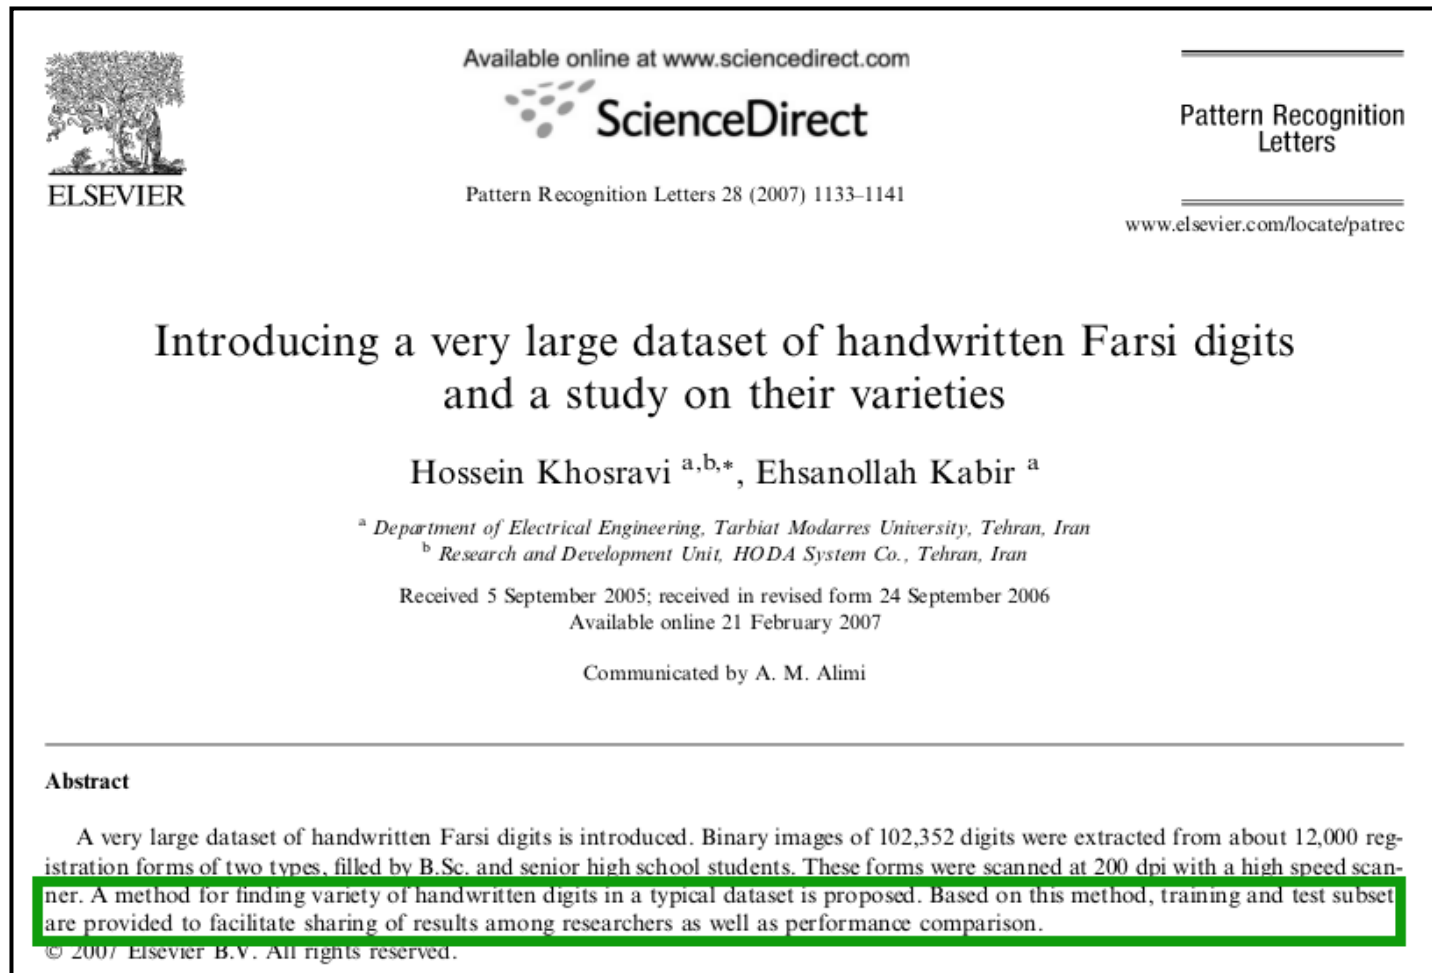 Available online at www.sciencedirect.com
ScienceDirect
ELSEVIER
Pattern Recognition Letters 28 (2007) 1133–1141
Pattern Recognition
Letters
www.elsevier.com/locate/patrec
Introducing a very large dataset of handwritten Farsi digits
and a study on their varieties
Hossein Khosravi a,b,*, Ehsanollah Kabir a
a Department of Electrical Engineering, Tarbiat Modarres University, Tehran, Iran
b Research and Development Unit, HODA System Co., Tehran, Iran
Received 5 September 2005; received in revised form 24 September 2006
Available online 21 February 2007
Communicated by A. M. Alimi
Abstract
A very large dataset of handwritten Farsi digits is introduced. Binary images of 102,352 digits were extracted from about 12,000 reg-
istration forms of two types, filled by B.Sc. and senior high school students. These forms were scanned at 200 dpi with a high speed scan-
ner. A method for finding variety of handwritten digits in a typical dataset is proposed. Based on this method, training and test subset
are provided to facilitate sharing of results among researchers as well as performance comparison.
© 2007 Elsevier B.V. All rights reserved.